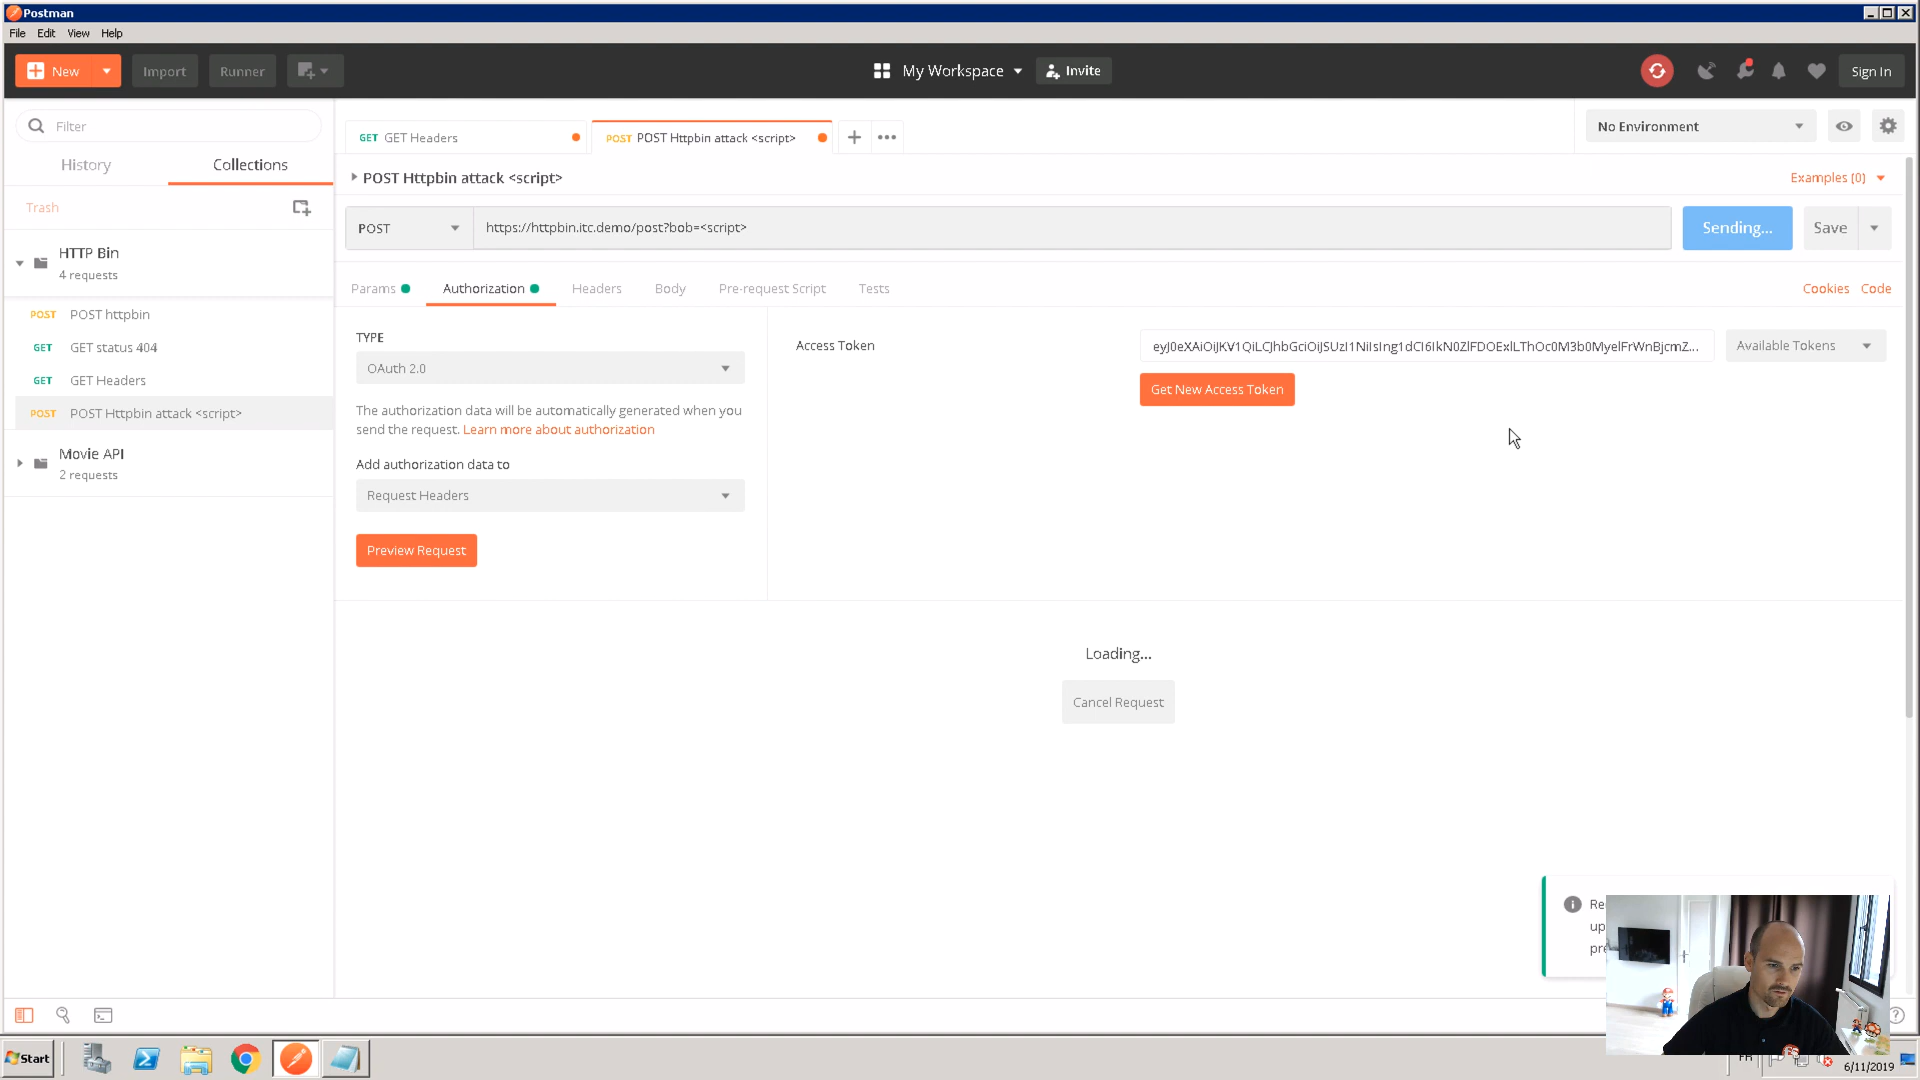 Postman
File Edit View Help
New Import Runner My Workspace Invite Sign In
Filter
History Collections
Trash
HTTP Bin
4 requests
POST POST httpbin
GET GET status 404
GET GET Headers
POST POST Httpbin attack <script>
Movie API
2 requests
GET GET Headers POST POST Httpbin attack <script> No Environment
POST Httpbin attack <script> Examples (0)
POST https://httpbin.itc.demo/post?bob=<script> Sending... Save
Params Authorization Headers Body Pre-request Script Tests Cookies Code
TYPE
OAuth 2.0
The authorization data will be automatically generated when you
send the request. Learn more about authorization
Add authorization data to
Request Headers
Preview Request
Access Token Available Tokens
Get New Access Token
Loading...
Cancel Request
Start
FR
6/11/2019